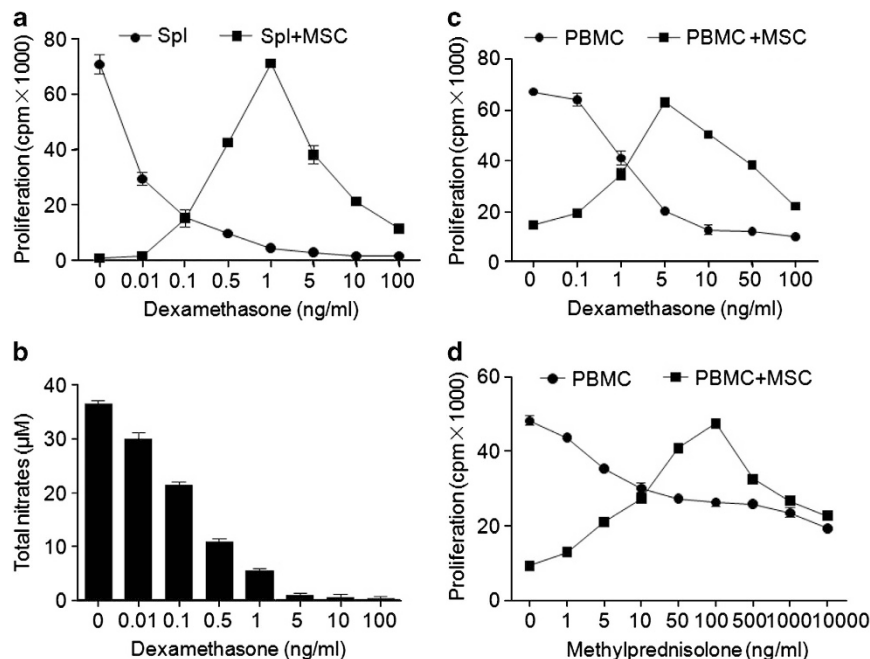 a
Spl Spl+MSC
Proliferation (cpm × 1000)
80
60
40
20
0
0 0.01 0.1 0.5 1 5 10 100
Dexamethasone (ng/ml)
b
Total nitrates (µM)
40
30
20
10
0
0 0.01 0.1 0.5 1 5 10 100
Dexamethasone (ng/ml)
c
PBMC PBMC +MSC
Proliferation (cpm × 1000)
80
60
40
20
0
0 0.1 1 5 10 50 100
Dexamethasone (ng/ml)
d
PBMC PBMC+MSC
Proliferation (cpm × 1000)
60
40
20
0
0 1 5 10 50 100 500 1000 10000
Methylprednisolone (ng/ml)